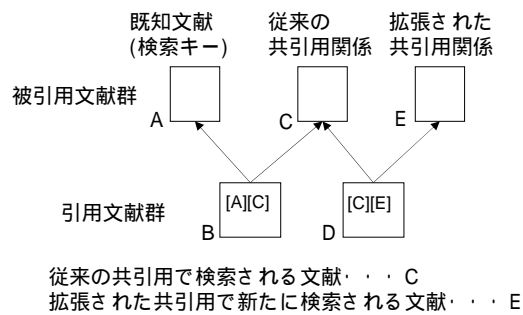 既知文献 従来の 拡張された
(検索キー) 共引用関係 共引用関係
被引用文献群
A C E
[A][C] [C][E]
引用文献群
B D
従来の共引用で検索される文献・・・C
拡張された共引用で新たに検索される文献・・・E